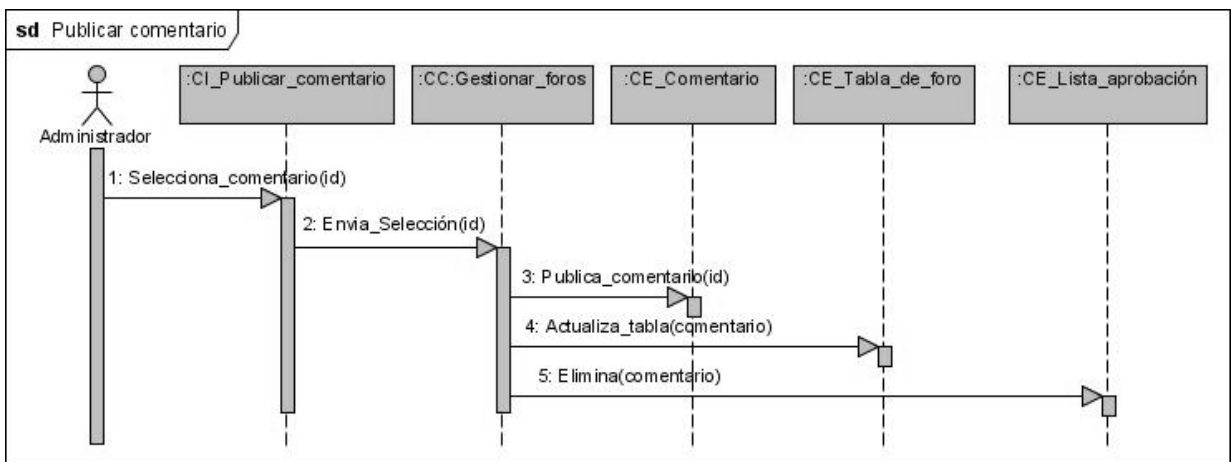 sd Publicar comentario
:CI_Publicar_comentario
:CC:Gestionar_foros
:CE_Comentario
:CE_Tabla_de_foro
:CE_Lista_aprobación
Administrador
1: Selecciona_comentario(id)
2: Envia_Selección(id)
3: Publica_comentario(id)
4: Actualiza_tabla(comentario)
5: Elimina(comentario)